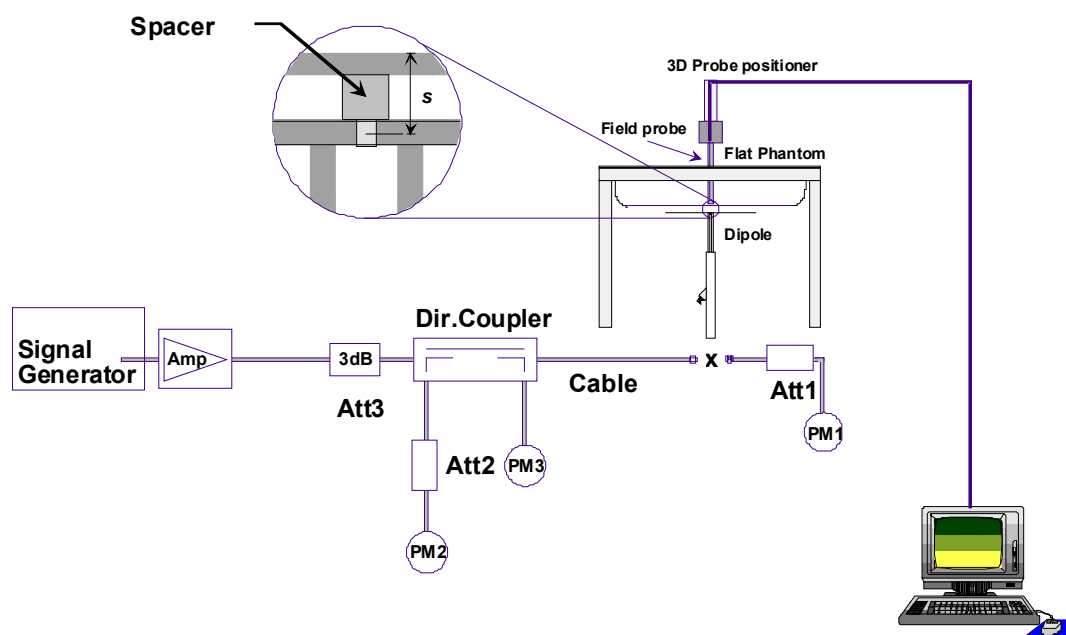 Spacer
s
3D Probe positioner
Field probe
Flat Phantom
Dipole
Dir.Coupler
Signal
Generator
Amp
3dB
Att3
Cable
x
Att1
PM1
Att2
PM3
PM2